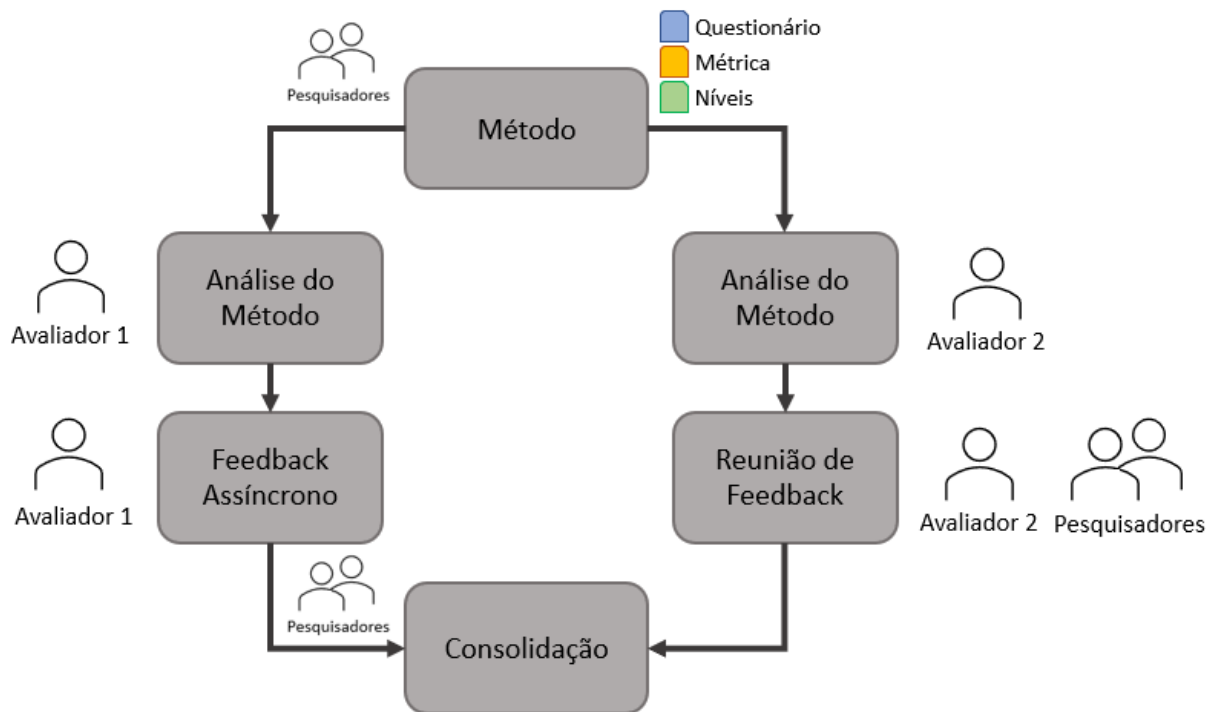 Questionário
Métrica
Níveis
Pesquisadores
Método
Análise do
Método
Avaliador 1
Análise do
Método
Avaliador 2
Feedback
Assíncrono
Avaliador 1
Reunião de
Feedback
Avaliador 2
Pesquisadores
Pesquisadores
Consolidação